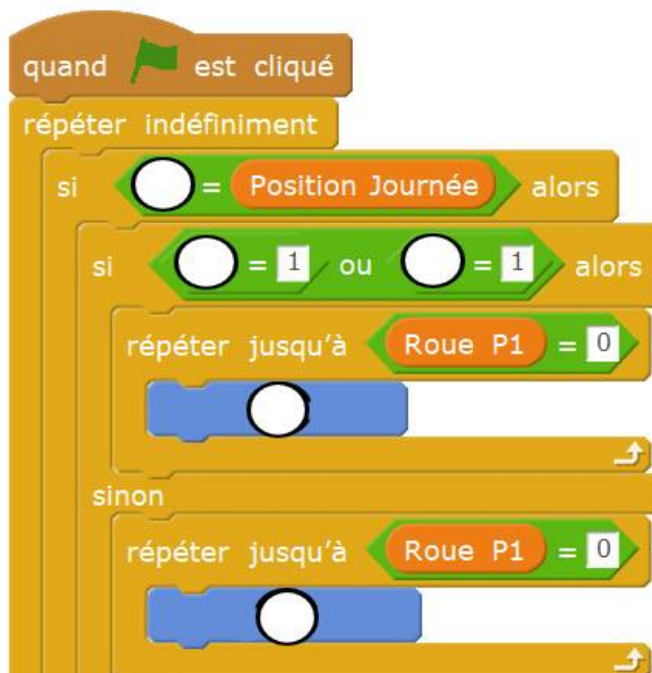 quand est cliqué
répéter indéfiniment
si = Position Journée alors
si = 1 ou = 1 alors
répéter jusqu'à Roue P1 = 0
sinon
répéter jusqu'à Roue P1 = 0